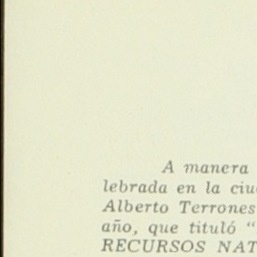 A manera
lebrada en la ciu
Alberto Terrones
año, que tituló "
RECURSOS NAT